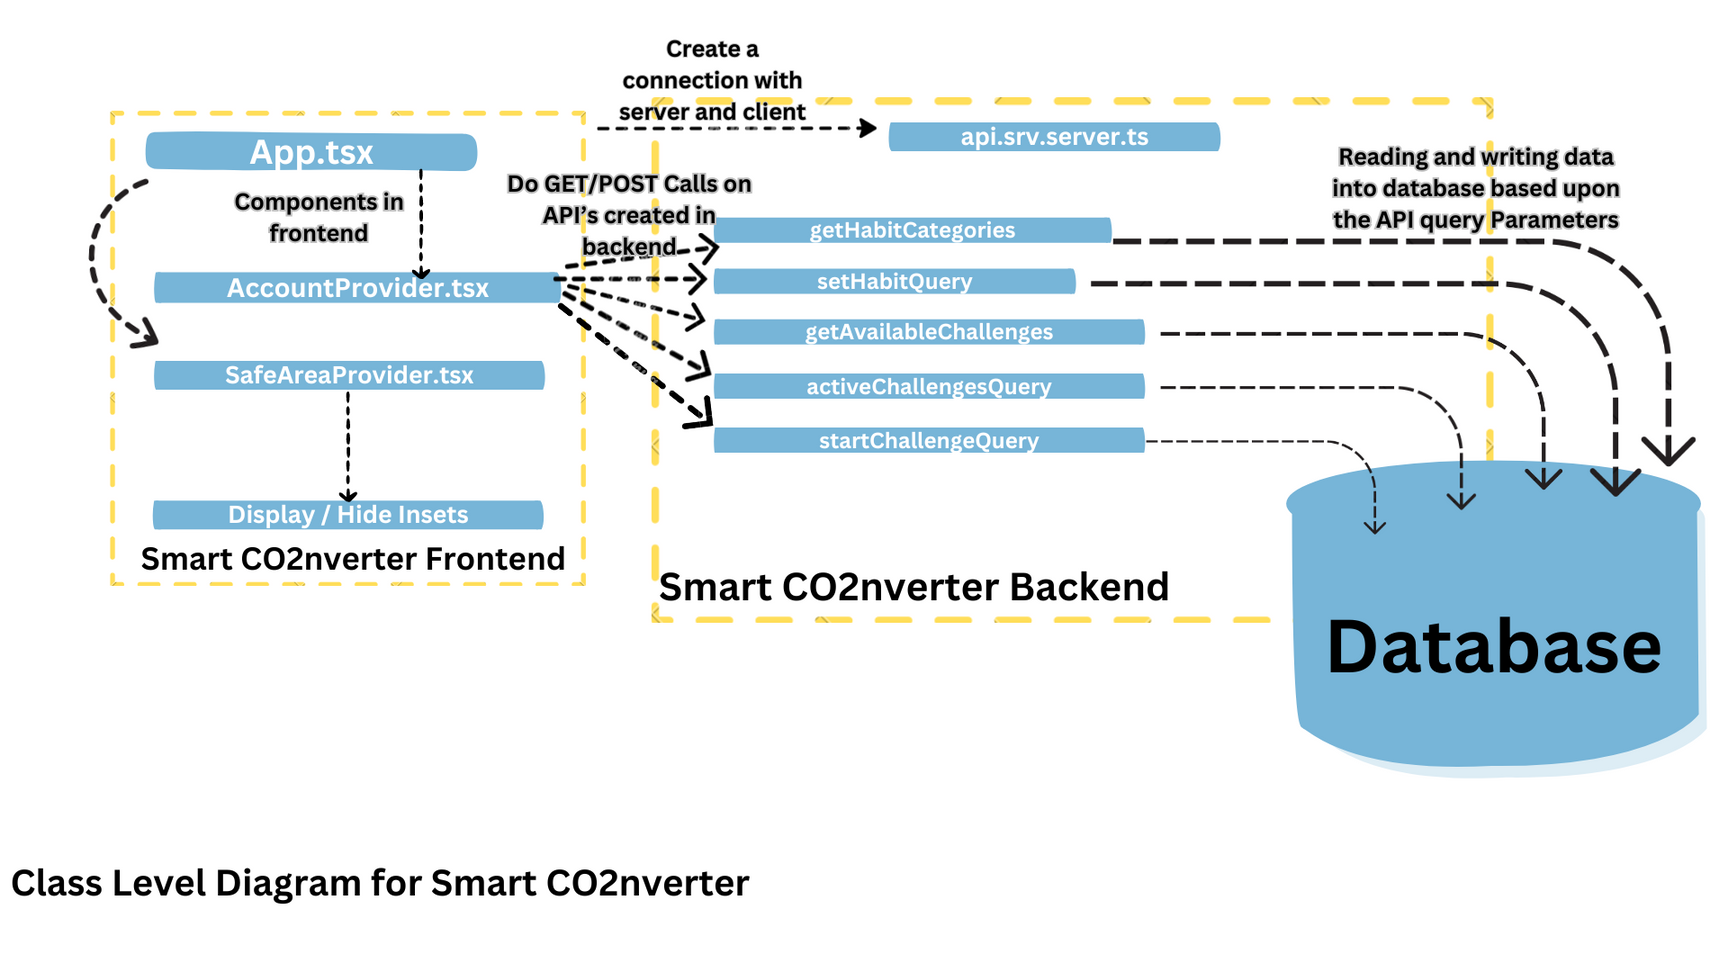 Create a
connection with
server and client
App.tsx
Components in
frontend
AccountProvider.tsx
SafeAreaProvider.tsx
Display / Hide Insets
Smart CO2nverter Frontend
Do GET/POST Calls on
API's created in
backend
api.srv.server.ts
getHabitCategories
setHabitQuery
getAvailableChallenges
activeChallengesQuery
startChallengeQuery
Smart CO2nverter Backend
Reading and writing data
into database based upon
the API query Parameters
Database
Class Level Diagram for Smart CO2nverter